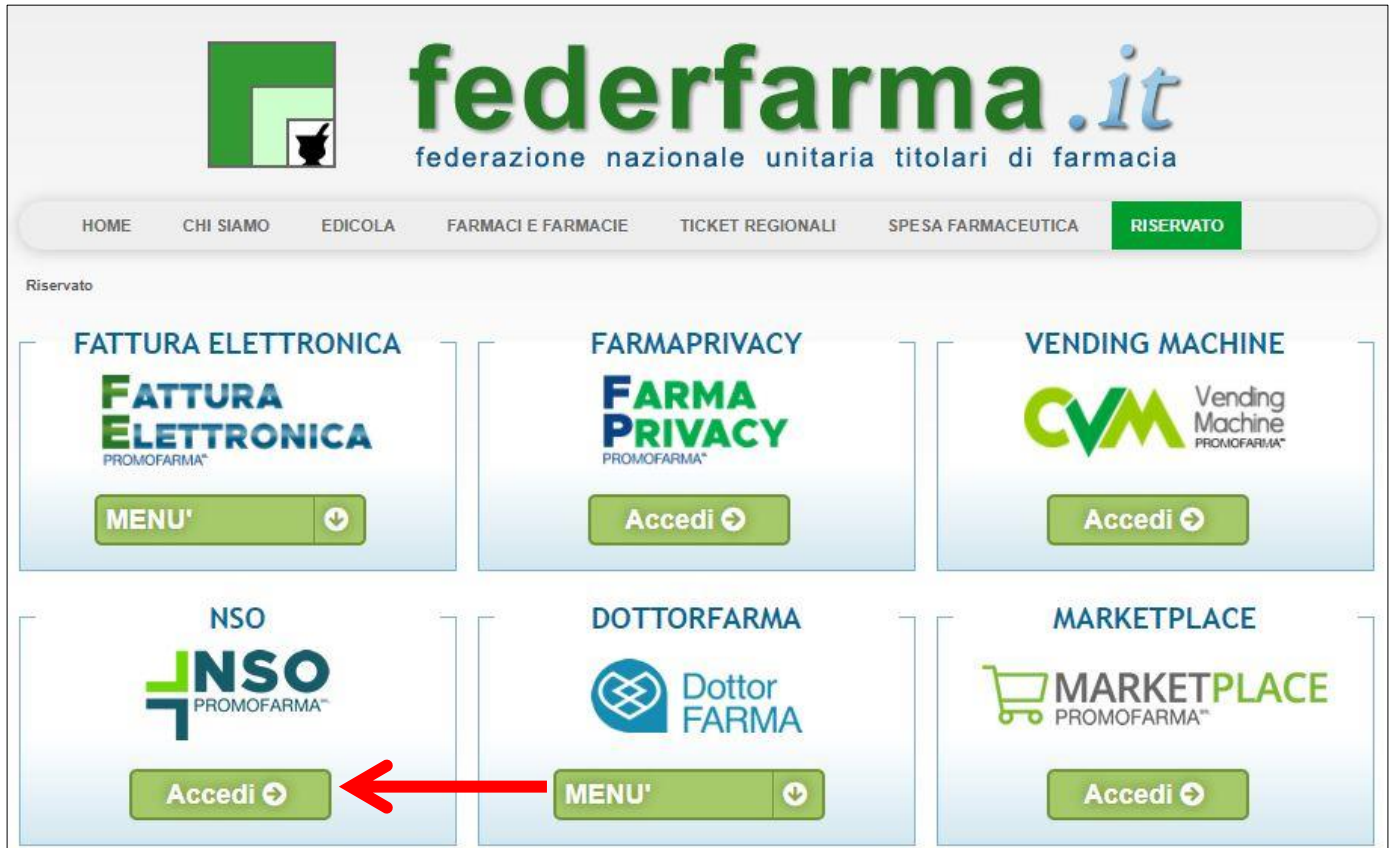 federfarma.it
federazione nazionale unitaria titolari di farmacia
HOME CHI SIAMO EDICOLA FARMACI E FARMACIE TICKET REGIONALI SPESA FARMACEUTICA RISERVATO
Riservato
FATTURA ELETTRONICA
FATTURA
ELETTRONICA
PROMOFARMA
MENU'
FARMAPRIVACY
FARMA
PRIVACY
PROMOFARMA
Accedi
VENDING MACHINE
CVM Vending
Machine
PROMOFARMA
Accedi
NSO
NSO
PROMOFARMA
Accedi
DOTTORFARMA
Dottor
FARMA
MENU'
MARKETPLACE
MARKETPLACE
PROMOFARMA
Accedi